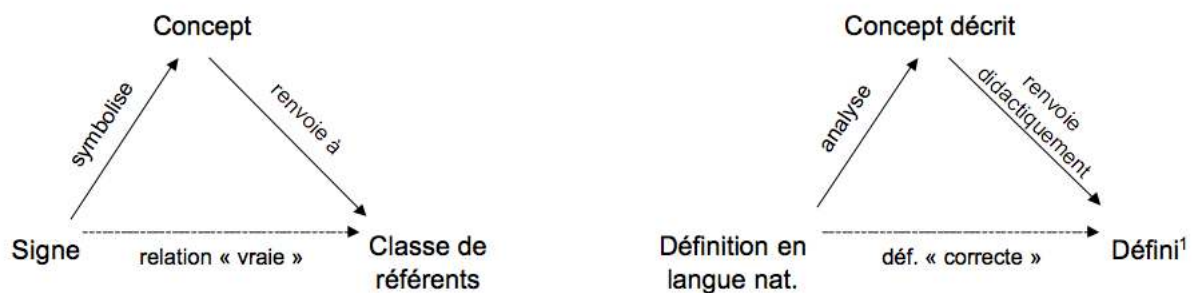 Concept
symbolise
renvoie à
Signe
relation « vraie »
Classe de
référents
Concept décrit
analyse
renvoie
didactiquement
Définition en
langue nat.
déf. « correcte »
Défini¹